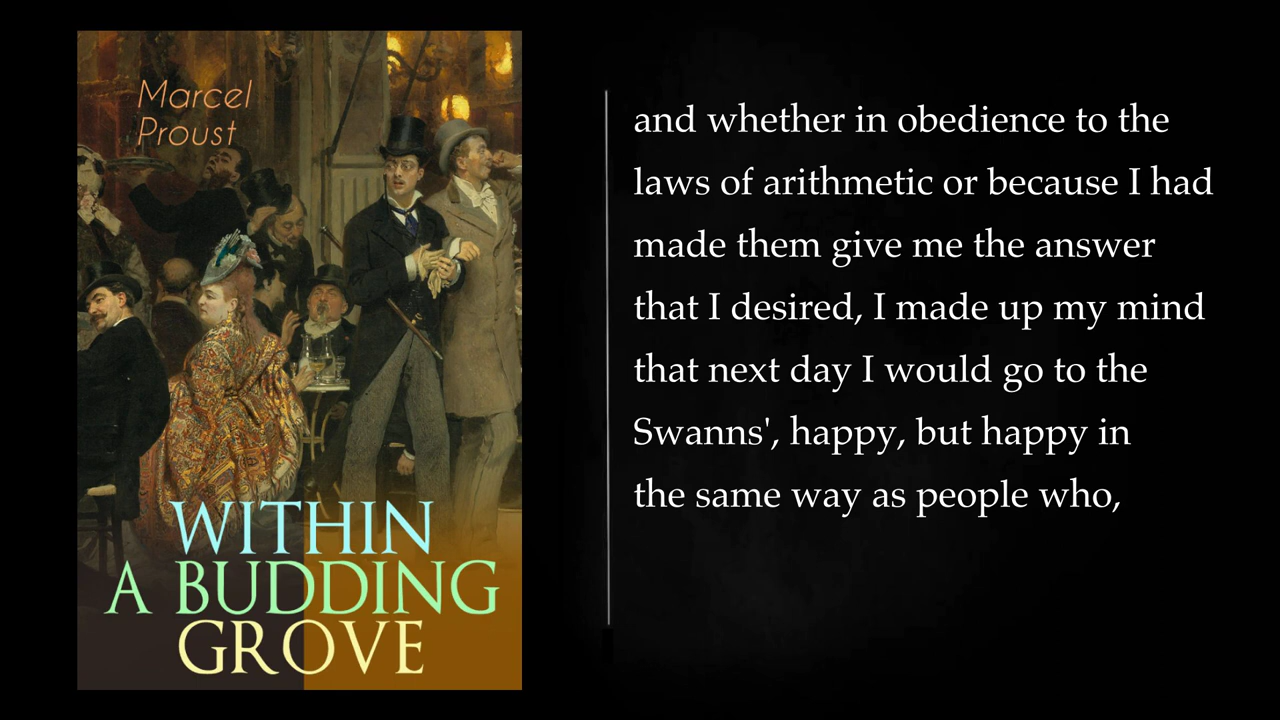 Marcel
Proust
WITHIN
A BUDDING
GROVE
and whether in obedience to the
laws of arithmetic or because I had
made them give me the answer
that I desired, I made up my mind
that next day I would go to the
Swanns', happy, but happy in
the same way as people who,